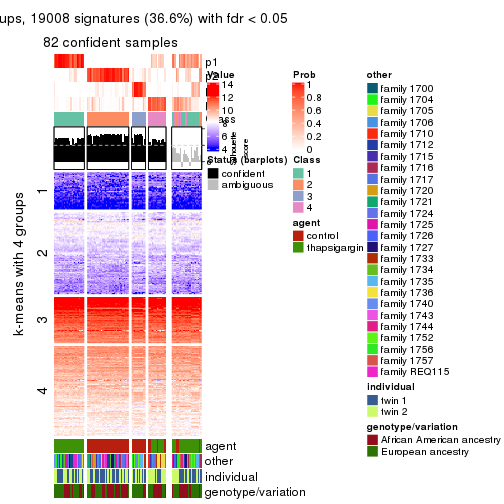 ups, 19008 signatures (36.6%) with fdr < 0.05
82 confident samples
p1
p2
Class
Silhouette
score
1
2
3
4
k-means with 4 groups
agent
other
individual
genotype/variation
Value
14
12
10
8
6
4
Status (barplots)
confident
ambiguous
Prob
1
0.8
0.6
0.4
0.2
0
Class
1
2
3
4
agent
control
thapsigargin
other
family 1700
family 1704
family 1705
family 1706
family 1710
family 1712
family 1715
family 1716
family 1717
family 1720
family 1721
family 1724
family 1725
family 1726
family 1727
family 1733
family 1734
family 1735
family 1736
family 1740
family 1743
family 1744
family 1752
family 1756
family 1757
family REQ115
individual
twin 1
twin 2
genotype/variation
African American ancestry
European ancestry